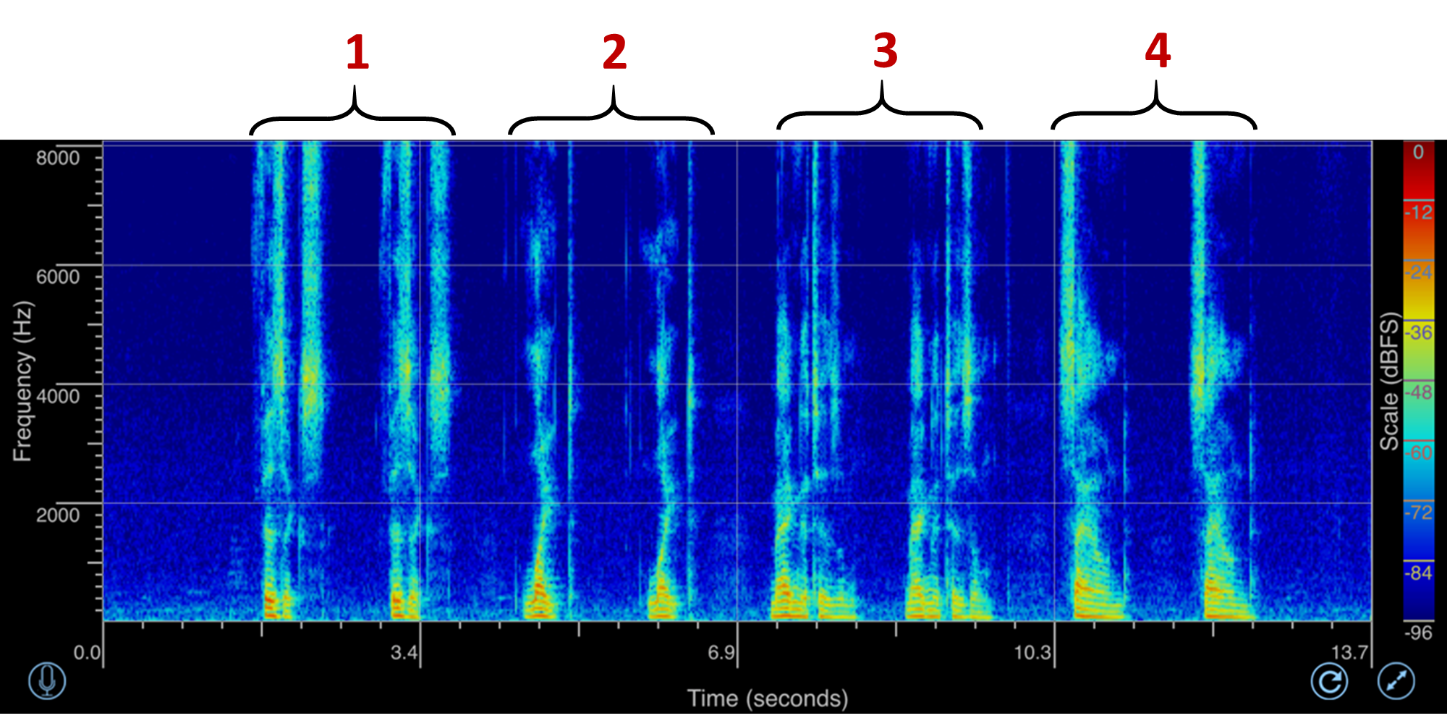 1 2 3 4
8000
6000
4000
2000
Frequency (Hz)
0.0 3.4 6.9 10.3 13.7
Time (seconds)
0
-12
-24
-36
-48
-60
-72
-84
-96
Scale (dBFS)